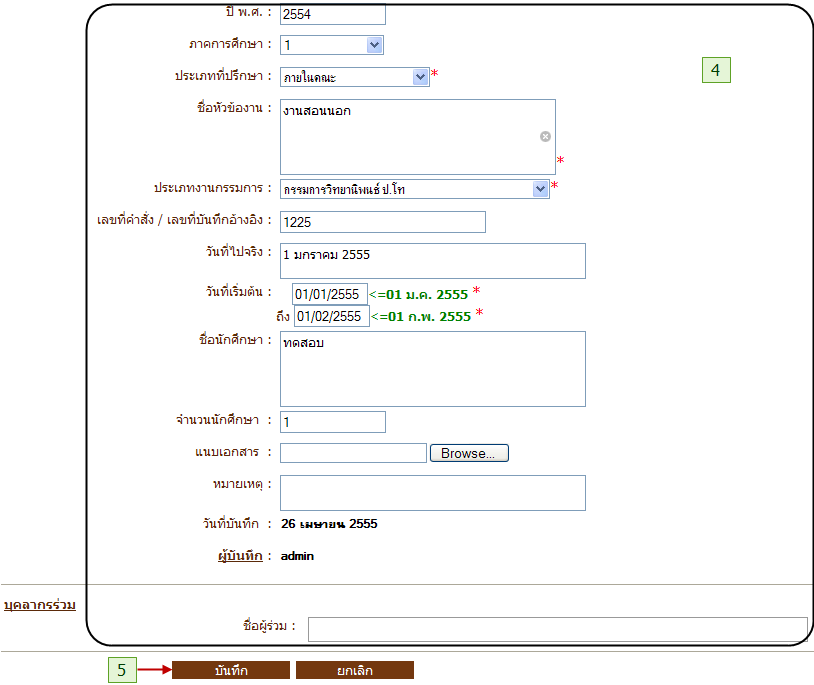 ปี พ.ศ. : 2554
ภาคการศึกษา : 1
ประเภทที่ปรึกษา : ภายในคณะ *
4
ชื่อหัวข้องาน : งานสอนนอก
*
ประเภทงานกรรมการ : กรรมการวิทยานิพนธ์ ป.โท *
เลขที่คำสั่ง / เลขที่บันทึกอ้างอิง : 1225
วันที่ไปจริง : 1 มกราคม 2555
วันที่เริ่มต้น : 01/01/2555 <=01 ม.ค. 2555 *
ถึง 01/02/2555 <=01 ก.พ. 2555 *
ชื่อนักศึกษา : ทดสอบ
จำนวนนักศึกษา : 1
แนบเอกสาร : Browse...
หมายเหตุ :
วันที่บันทึก : 26 เมษายน 2555
ผู้บันทึก : admin
บุคลากรร่วม
ชื่อผู้ร่วม :
5 บันทึก ยกเลิก